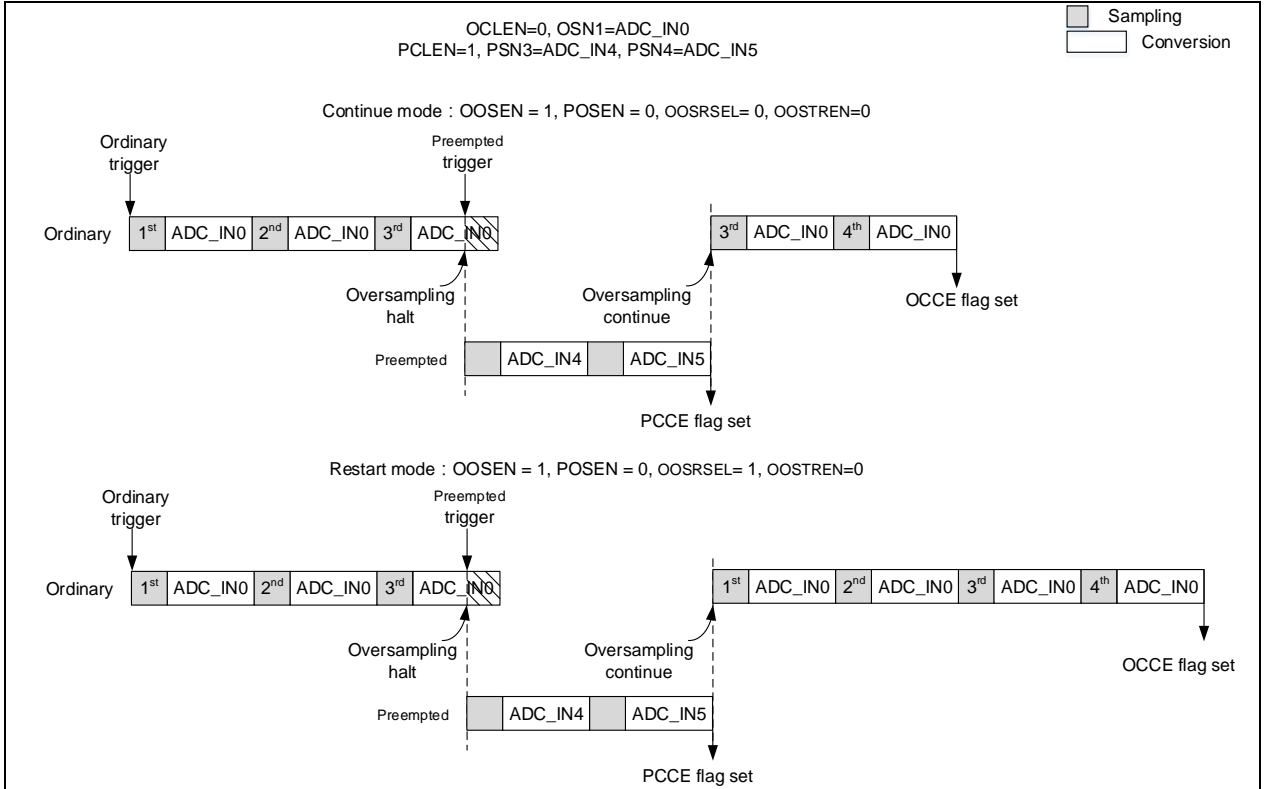 OCLEN=0, OSN1=ADC_IN0
PCLEN=1, PSN3=ADC_IN4, PSN4=ADC_IN5
Sampling
Conversion
Continue mode : OOSEN = 1, POSEN = 0, OOSRSEL= 0, OOSTREN=0
Ordinary
trigger
Preempted
trigger
Ordinary 1st ADC_IN0 2nd ADC_IN0 3rd ADC_IN0 3rd ADC_IN0 4th ADC_IN0
Oversampling
halt
Oversampling
continue
OCCE flag set
Preempted ADC_IN4 ADC_IN5
PCCE flag set
Restart mode : OOSEN = 1, POSEN = 0, OOSRSEL= 1, OOSTREN=0
Ordinary
trigger
Preempted
trigger
Ordinary 1st ADC_IN0 2nd ADC_IN0 3rd ADC_IN0 1st ADC_IN0 2nd ADC_IN0 3rd ADC_IN0 4th ADC_IN0
Oversampling
halt
Oversampling
continue
OCCE flag set
Preempted ADC_IN4 ADC_IN5
PCCE flag set